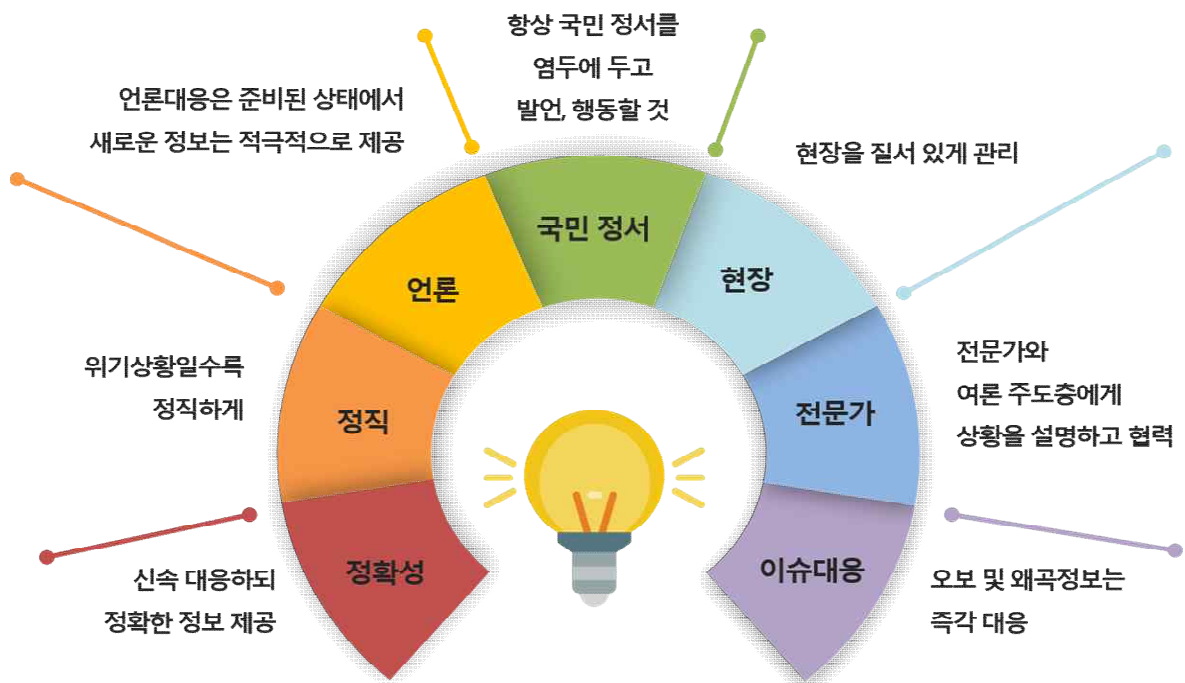 정확성
신속 대응하되
정확한 정보 제공
정직
위기상황일수록
정직하게
언론
언론대응은 준비된 상태에서
새로운 정보는 적극적으로 제공
국민 정서
항상 국민 정서를
염두에 두고
발언, 행동할 것
현장
현장을 질서 있게 관리
전문가
전문가와
여론 주도층에게
상황을 설명하고 협력
이슈대응
오보 및 왜곡정보는
즉각 대응